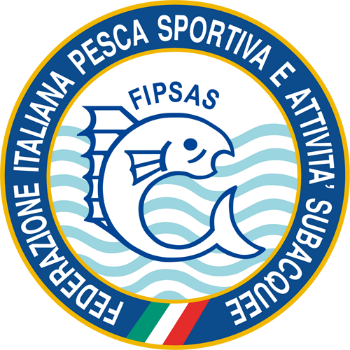 FEDERAZIONE ITALIANA PESCA SPORTIVA E ATTIVITA' SUBACQUEE
FIPSAS